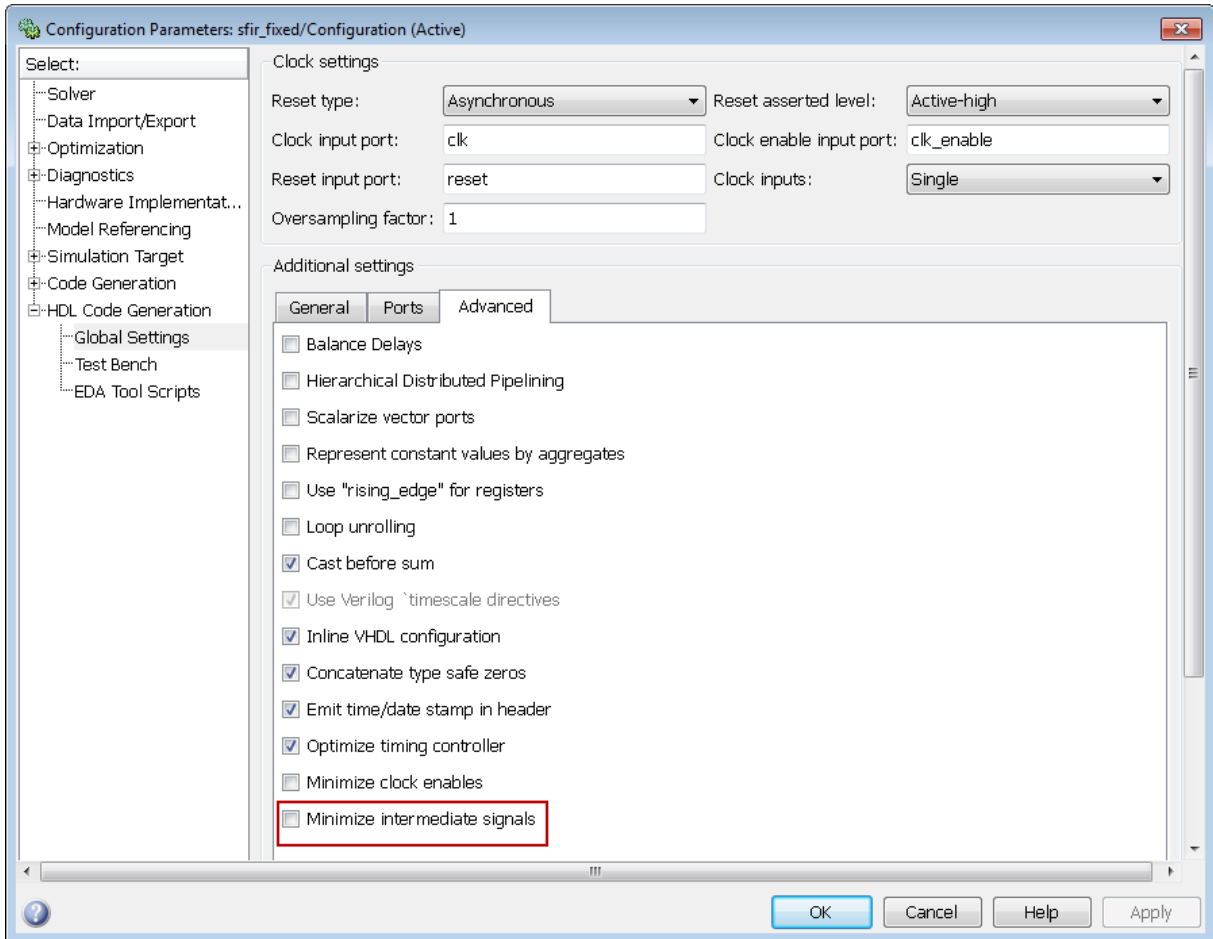 Configuration Parameters: sfir_fixed/Configuration (Active)
Select:
Solver
Data Import/Export
Optimization
Diagnostics
Hardware Implementat...
Model Referencing
Simulation Target
Code Generation
HDL Code Generation
Global Settings
Test Bench
EDA Tool Scripts
Clock settings
Reset type: Asynchronous Reset asserted level: Active-high
Clock input port: clk Clock enable input port: clk_enable
Reset input port: reset Clock inputs: Single
Oversampling factor: 1
Additional settings
General Ports Advanced
Balance Delays
Hierarchical Distributed Pipelining
Scalarize vector ports
Represent constant values by aggregates
Use "rising_edge" for registers
Loop unrolling
Cast before sum
Use Verilog `timescale directives
Inline VHDL configuration
Concatenate type safe zeros
Emit time/date stamp in header
Optimize timing controller
Minimize clock enables
Minimize intermediate signals
OK Cancel Help Apply